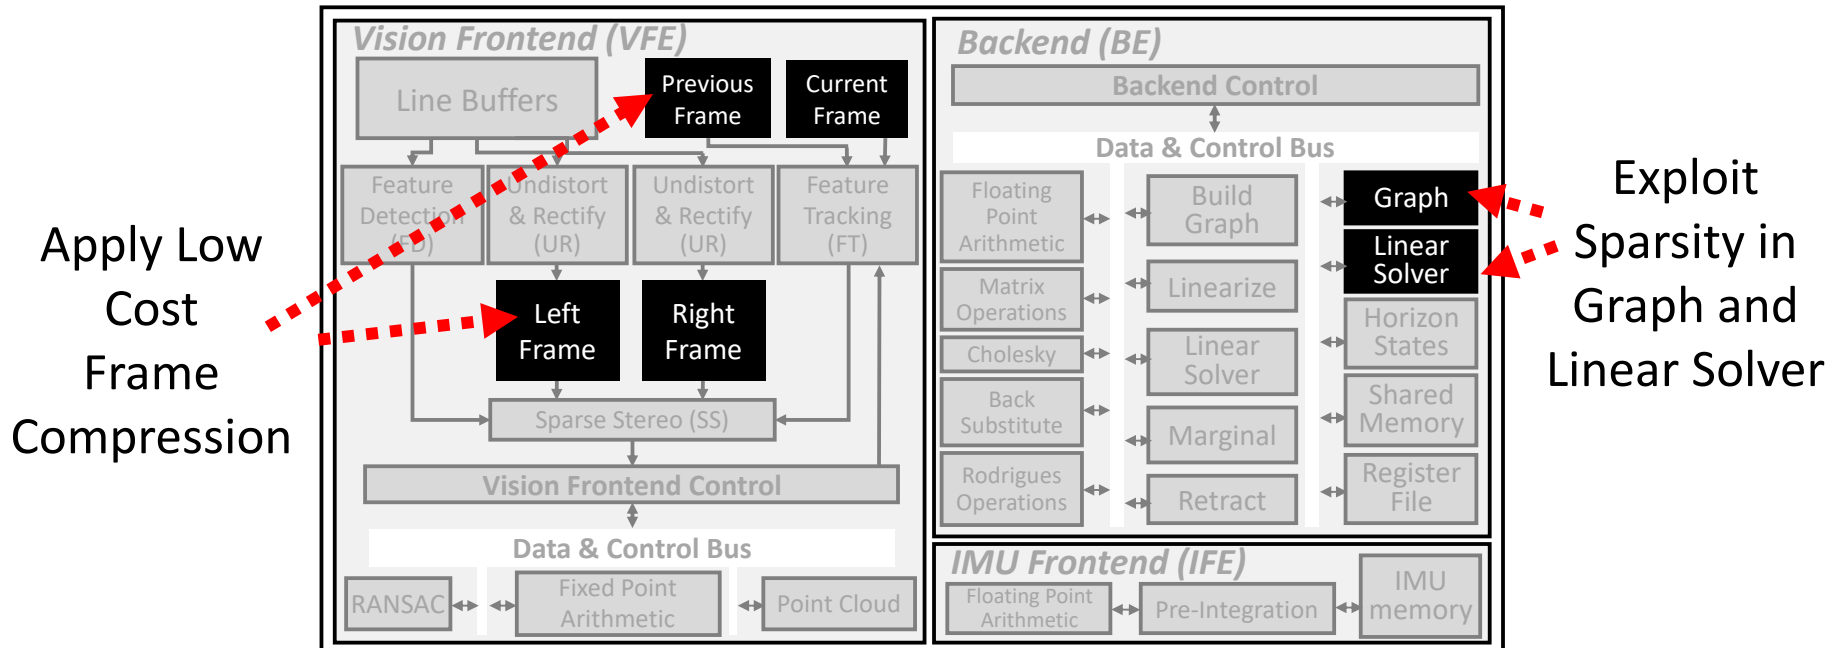 Apply Low
Cost
Frame
Compression
Vision Frontend (VFE)
Line Buffers
Previous
Frame
Current
Frame
Feature
Detection
(FD)
Undistort
& Rectify
(UR)
Undistort
& Rectify
(UR)
Feature
Tracking
(FT)
Left
Frame
Right
Frame
Sparse Stereo (SS)
Vision Frontend Control
Data & Control Bus
RANSAC
Fixed Point
Arithmetic
Point Cloud
Backend (BE)
Backend Control
Data & Control Bus
Floating
Point
Arithmetic
Matrix
Operations
Cholesky
Back
Substitute
Rodrigues
Operations
Build
Graph
Linearize
Linear
Solver
Marginal
Retract
Graph
Linear
Solver
Horizon
States
Shared
Memory
Register
File
IMU Frontend (IFE)
Floating Point
Arithmetic
Pre-Integration
IMU
memory
Exploit
Sparsity in
Graph and
Linear Solver